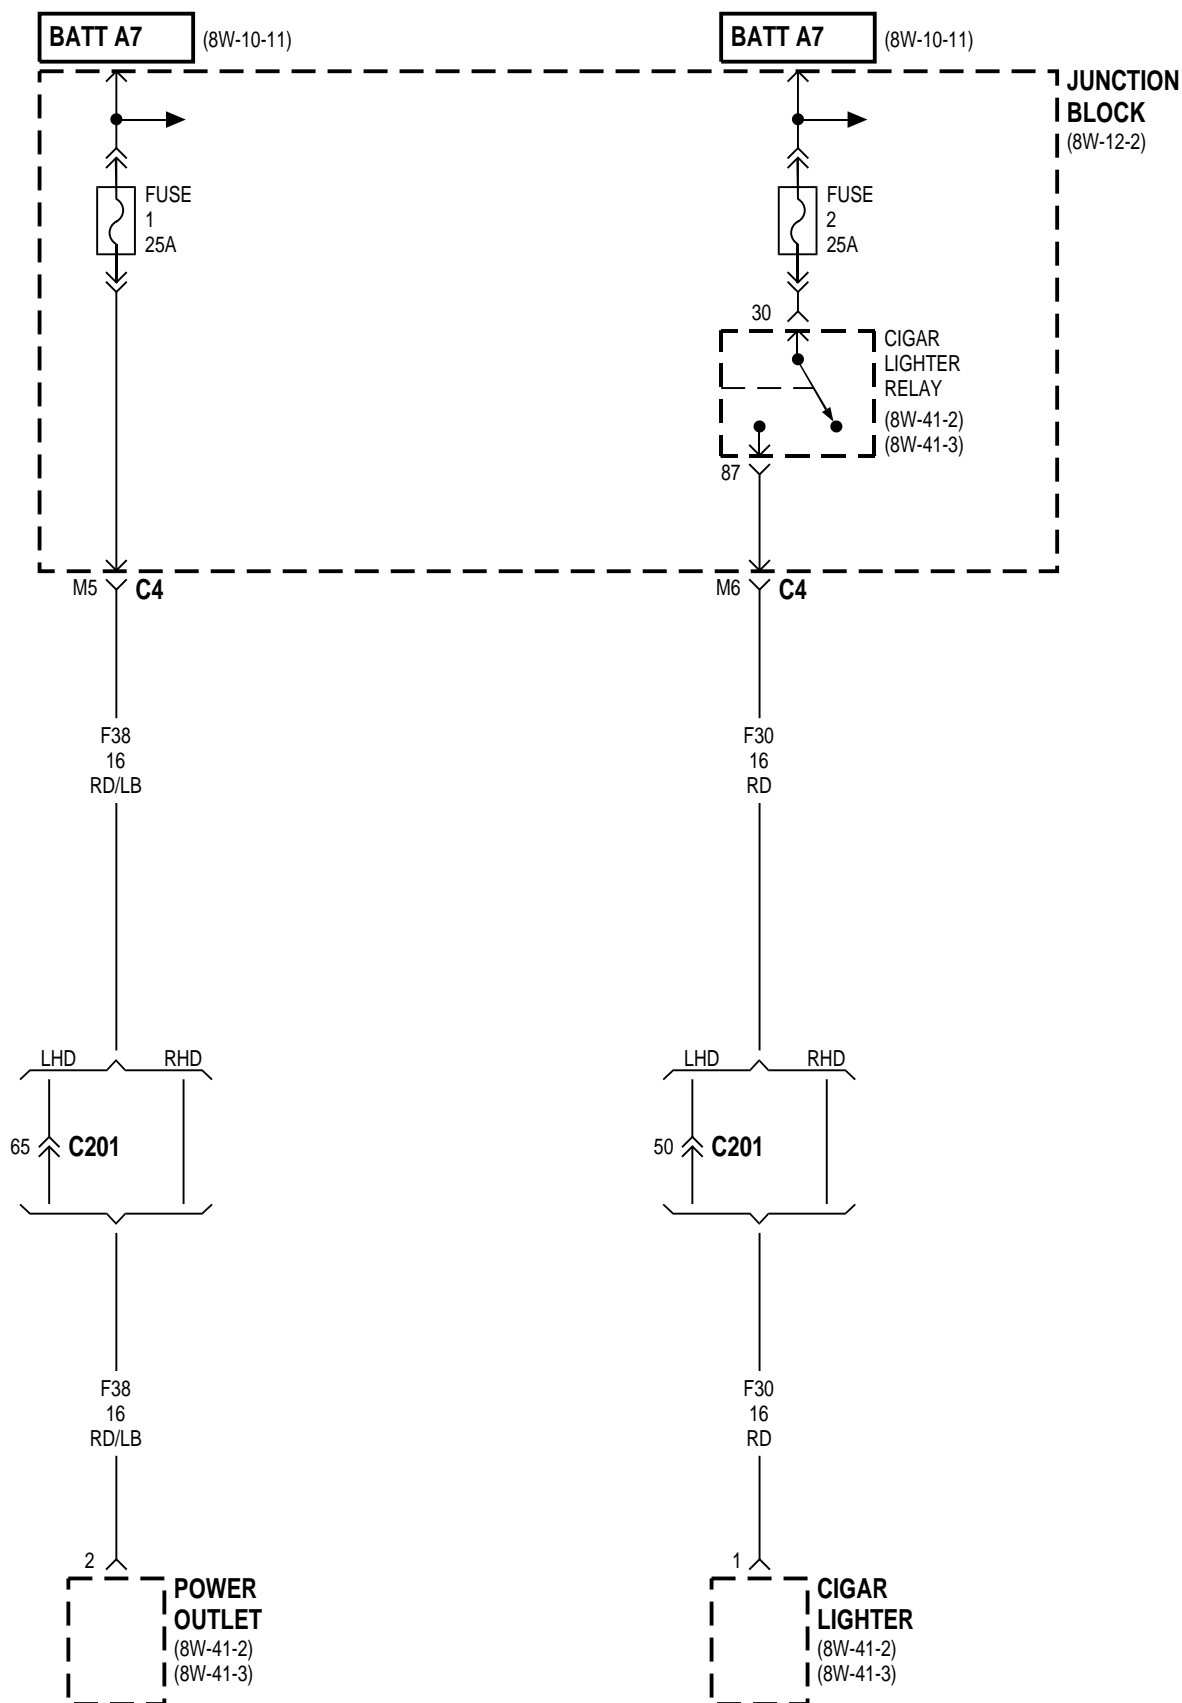 BATT A7
(8W-10-11)
BATT A7
(8W-10-11)
JUNCTION
BLOCK
(8W-12-2)
FUSE
1
25A
FUSE
2
25A
30
CIGAR
LIGHTER
RELAY
(8W-41-2)
(8W-41-3)
87
M5
C4
M6
C4
F38
16
RD/LB
F30
16
RD
LHD
RHD
65
C201
LHD
RHD
50
C201
F38
16
RD/LB
F30
16
RD
2
POWER
OUTLET
(8W-41-2)
(8W-41-3)
1
CIGAR
LIGHTER
(8W-41-2)
(8W-41-3)